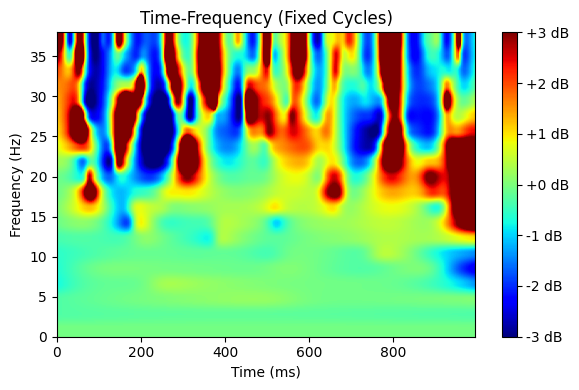 Time-Frequency (Fixed Cycles)
Frequency (Hz)
35
30
25
20
15
10
5
0
0
200
400
600
800
Time (ms)
+3 dB
+2 dB
+1 dB
+0 dB
-1 dB
-2 dB
-3 dB